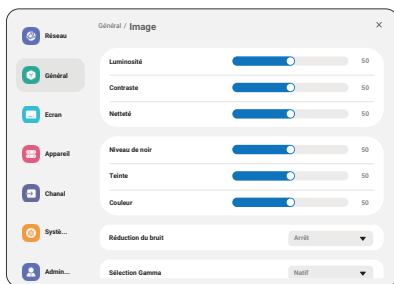 Général / Image
×
Réseau
Général
Ecran
Appareil
Chanal
Systè...
Admin...
Luminosité 50
Contraste 50
Netteté 50
Niveau de noir 50
Teinte 50
Couleur 50
Réduction du bruit Arrêt
Sélection Gamma Natif